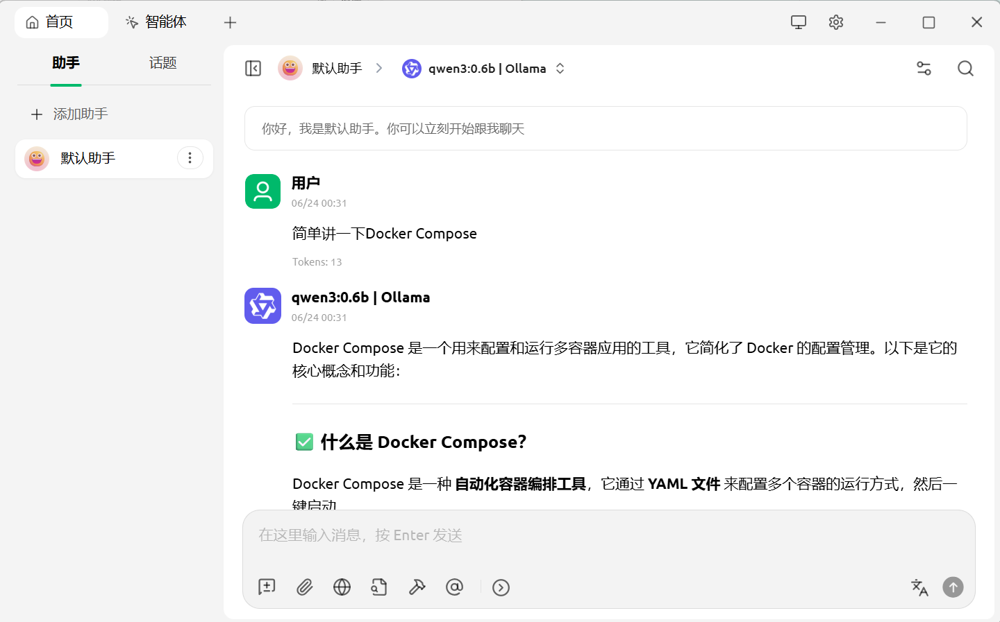 首页
智能体
助手
话题
添加助手
默认助手
默认助手
qwen3:0.6b | Ollama
你好，我是默认助手。你可以立刻开始跟我聊天
用户
06/24 00:31
简单讲一下Docker Compose
Tokens: 13
qwen3:0.6b | Ollama
06/24 00:31
Docker Compose 是一个用来配置和运行多容器应用的工具，它简化了 Docker 的配置管理。以下是它的
核心概念和功能：
✅ 什么是 Docker Compose?
Docker Compose 是一种 自动化容器编排工具，它通过 YAML 文件 来配置多个容器的运行方式，然后一
键启动
在这里输入消息，按 Enter 发送